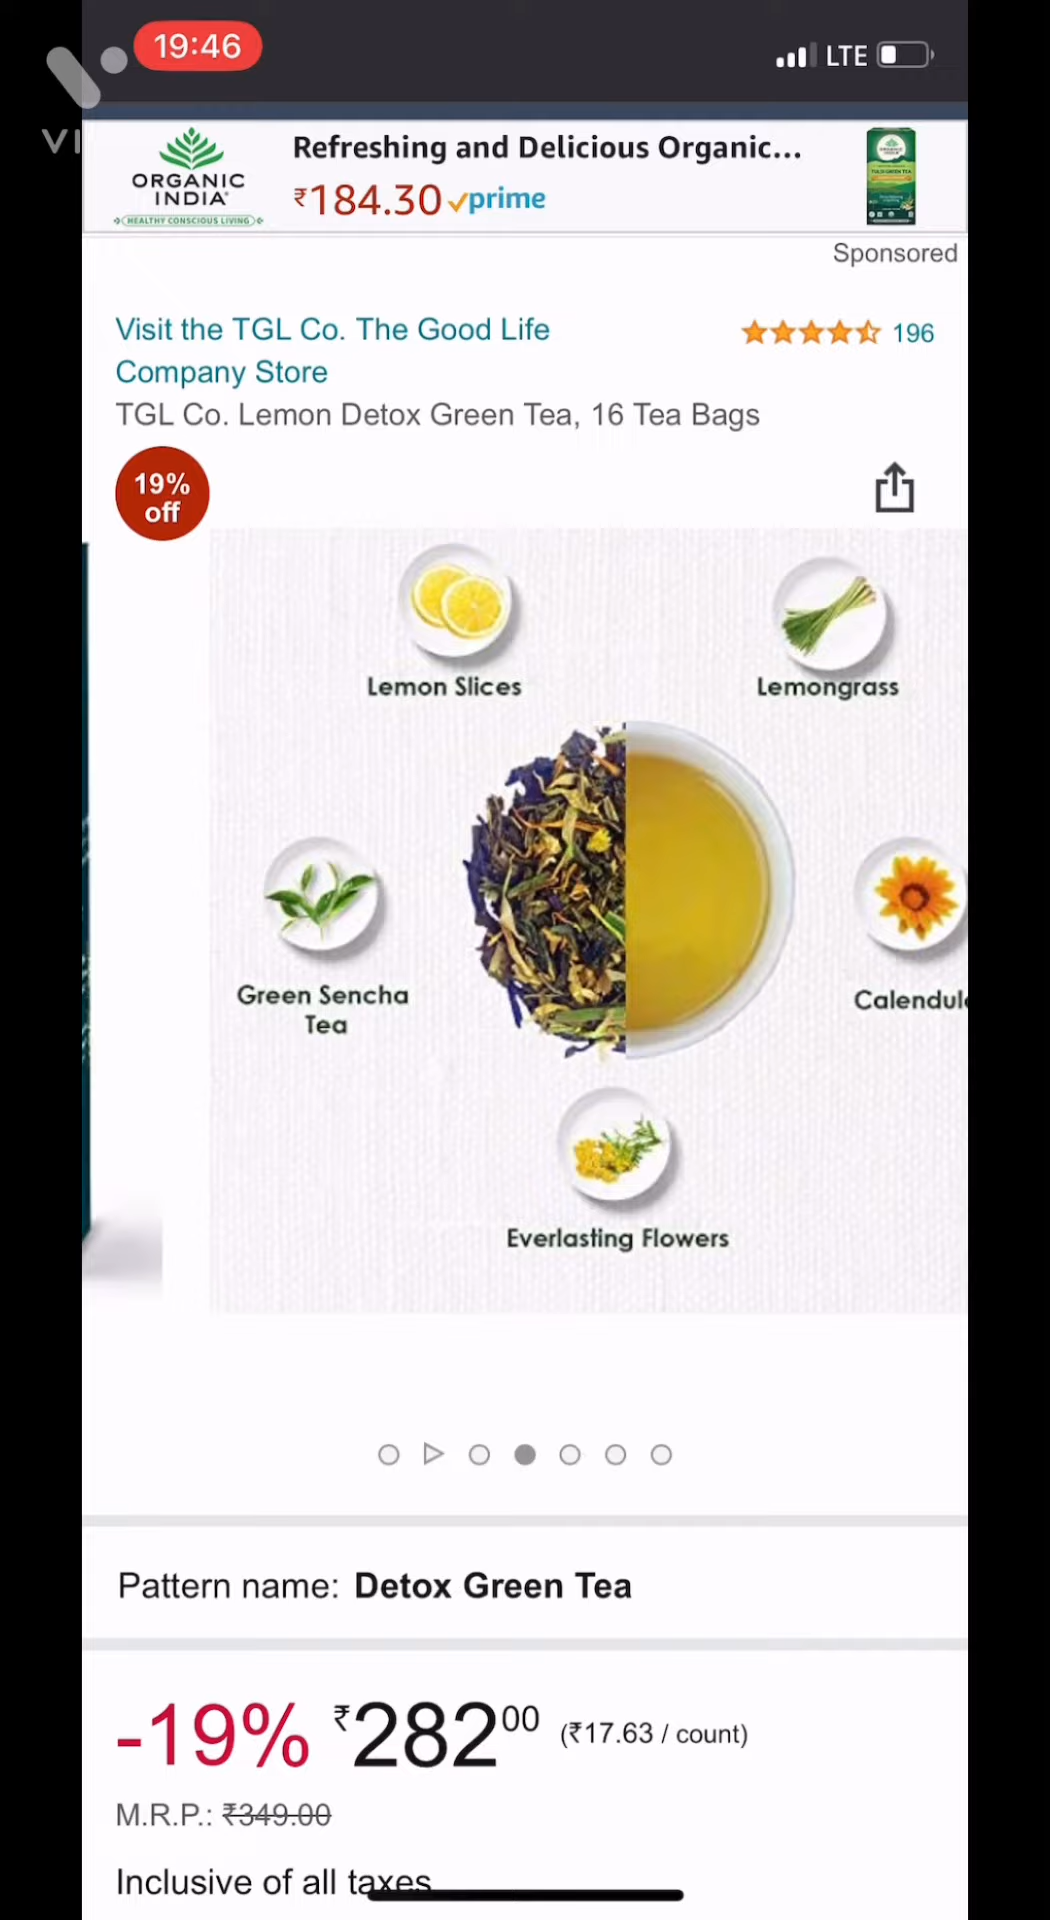 19:46
LTE
VI
ORGANIC
INDIA
HEALTHY CONSCIOUS LIVING
Refreshing and Delicious Organic...
₹184.30 prime
Sponsored
Visit the TGL Co. The Good Life
Company Store
196
TGL Co. Lemon Detox Green Tea, 16 Tea Bags
19%
off
Lemon Slices
Lemongrass
Green Sencha
Tea
Calendul
Everlasting Flowers
Pattern name: Detox Green Tea
-19% ₹28200 (₹17.63 / count)
M.R.P.: ₹349.00
Inclusive of all taxes